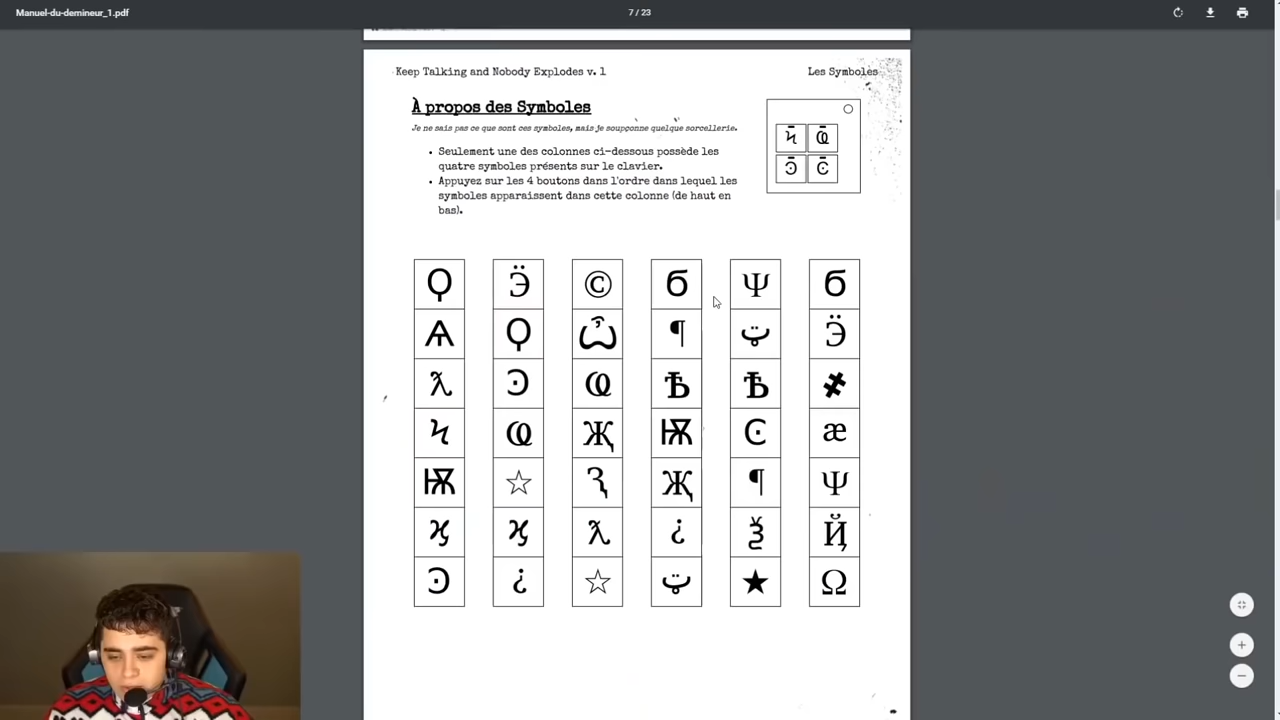 Manuel-du-demineur_1.pdf
7 / 23
Keep Talking and Nobody Explodes v. 1
Les Symboles
À propos des Symboles
Je ne sais pas ce que sont ces symboles, mais je soupçonne quelque sorcellerie.
• Seulement une des colonnes ci-dessous possède les
quatre symboles présents sur le clavier.
• Appuyez sur les 4 boutons dans l'ordre dans lequel les
symboles apparaissent dans cette colonne (de haut en
bas).
Ϟ Ҩ
Ͽ Ͼ
Ϙ Ӭ © б Ψ б
Ѧ Ϙ Ѽ ¶ ټ Ӭ
ƛ Ͽ Ҩ Ѣ Ѣ ҂
Ϟ Ҩ Җ Ѭ Ͼ æ
Ѭ ☆ Ԇ Җ ¶ Ψ
ϗ ϗ ƛ ¿ Ѯ Ҋ
Ͽ ¿ ☆ ټ ★ Ω